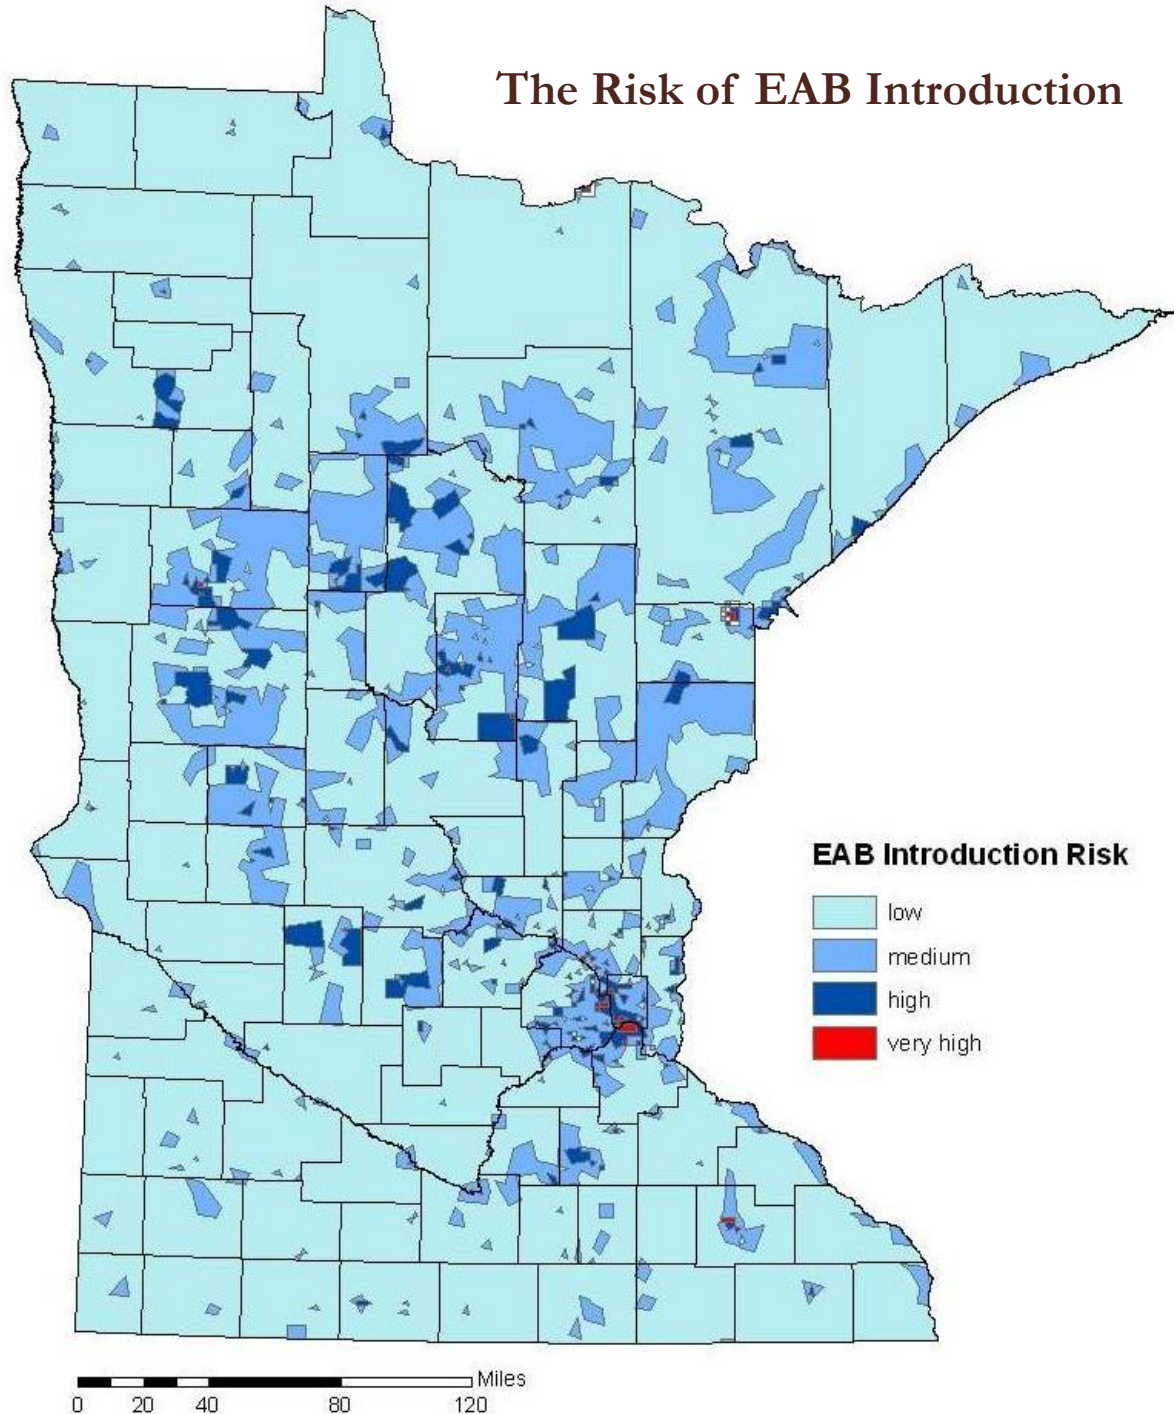 The Risk of EAB Introduction
EAB Introduction Risk
low
medium
high
very high
Miles
0 20 40 80 120